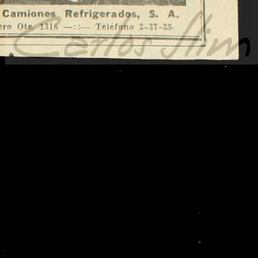 Camiones Refrigerados, S. A.
ero Ote. 1316 —::— Teléfono 2-37-25.
Carlos Slim